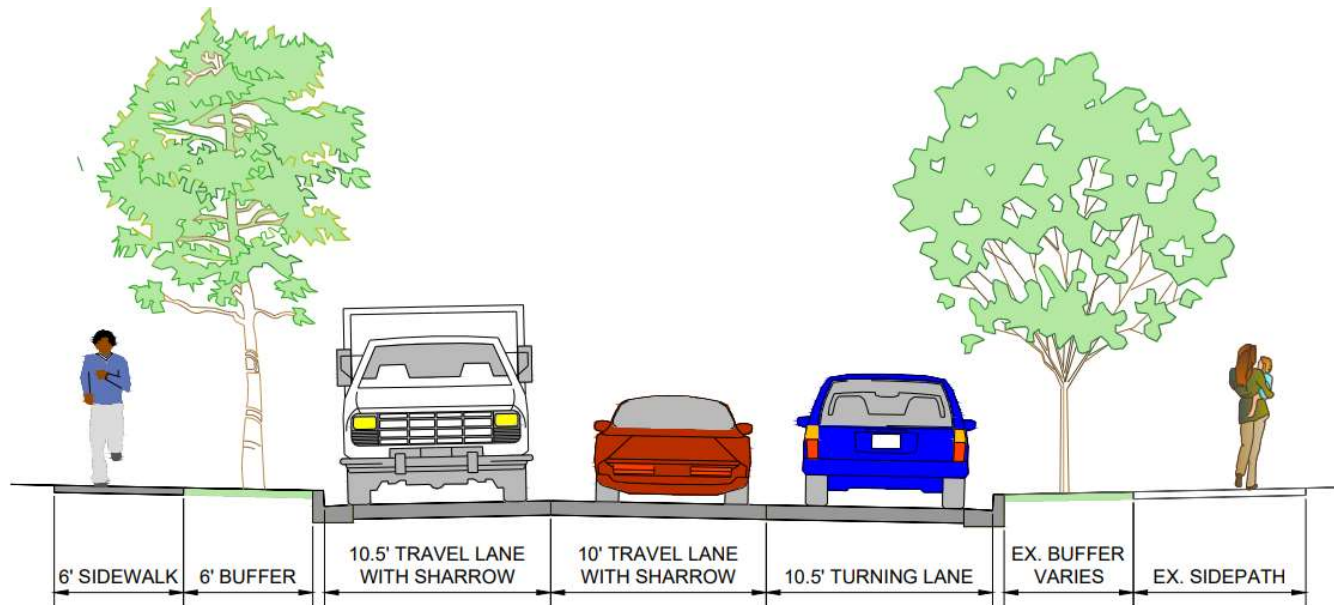 6' SIDEWALK
6' BUFFER
10.5' TRAVEL LANE
WITH SHARROW
10' TRAVEL LANE
WITH SHARROW
10.5' TURNING LANE
EX. BUFFER
VARIES
EX. SIDEPATH